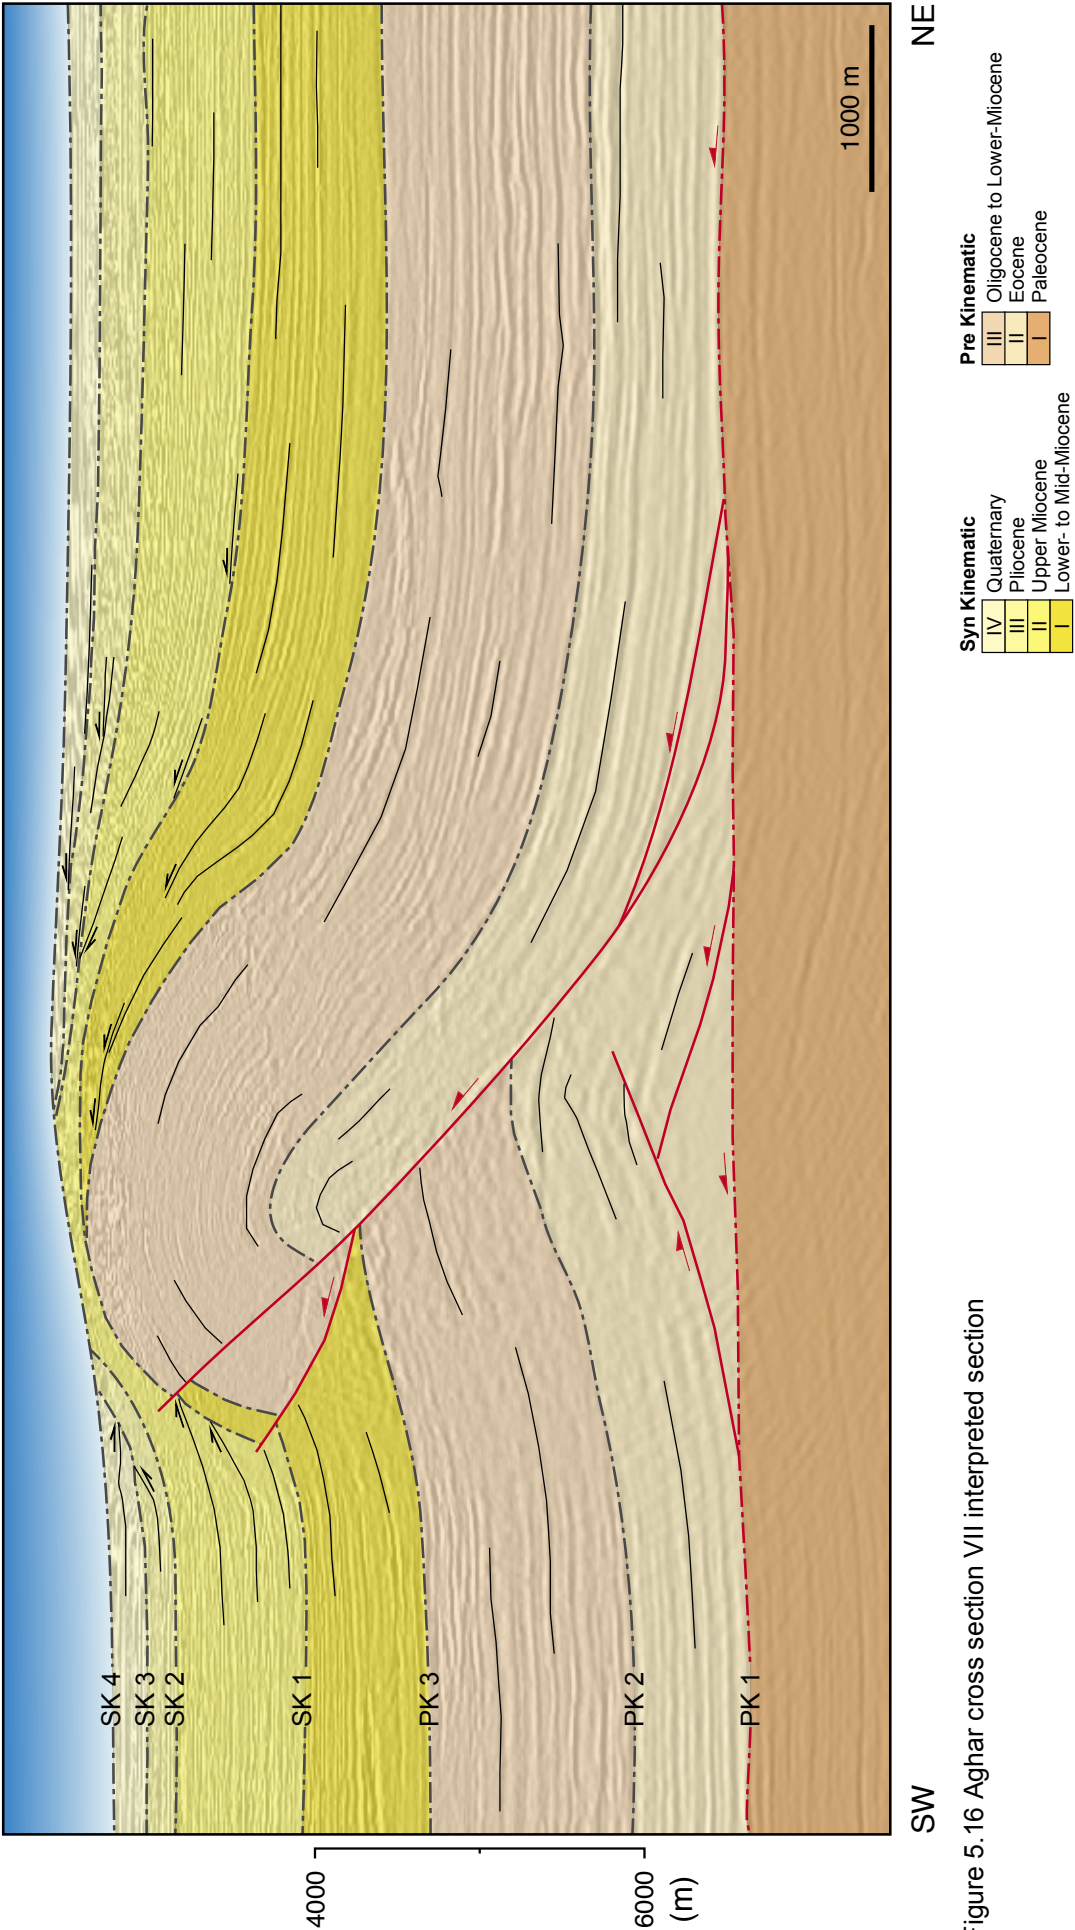 SW
NE
1000 m
SK 4
SK 3
SK 2
SK 1
PK 3
PK 2
PK 1
4000
6000
(m)
Syn Kinematic
IV Quaternary
III Pliocene
II Upper Miocene
I Lower- to Mid-Miocene
Pre Kinematic
III Oligocene to Lower-Miocene
II Eocene
I Paleocene
igure 5.16 Aghar cross section VII interpreted section